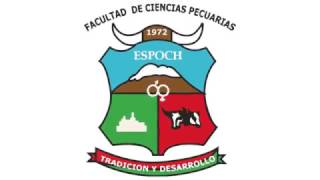 FACULTAD DE CIENCIAS PECUARIAS
1972
ESPOCH
TRADICION Y DESARROLLO